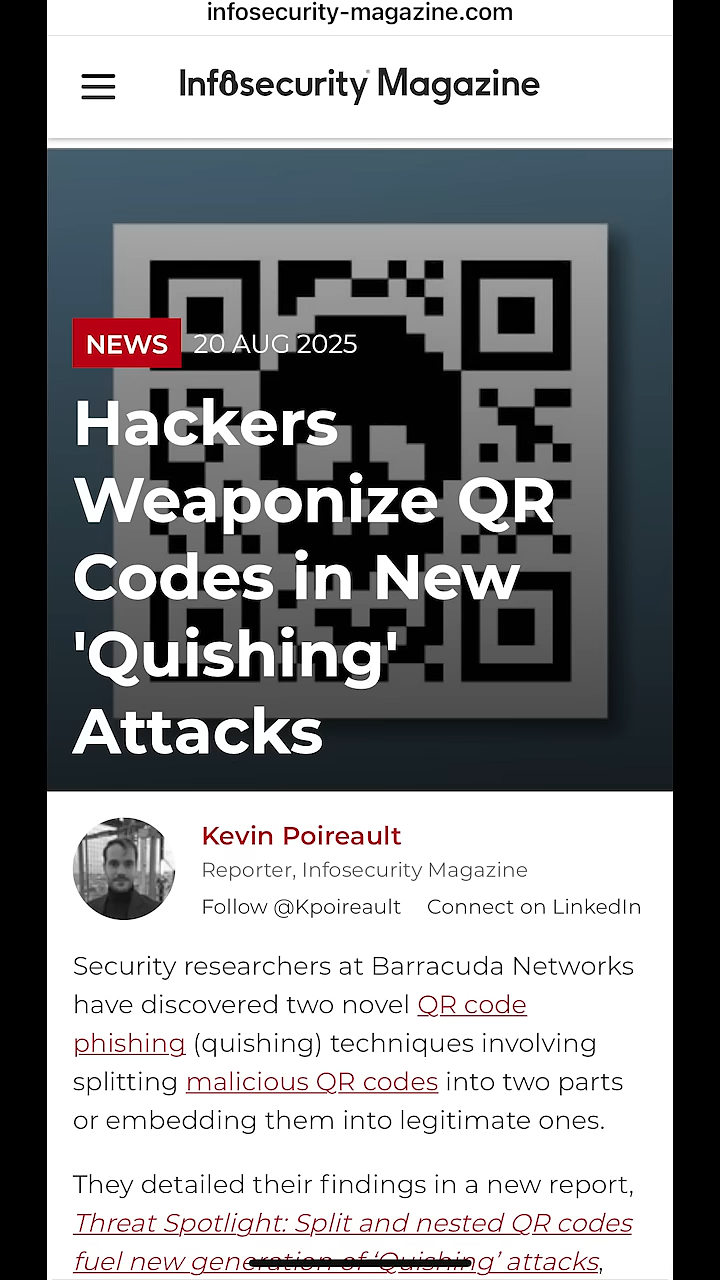 infosecurity-magazine.com
Infosecurity Magazine
NEWS 20 AUG 2025
Hackers
Weaponize QR
Codes in New
'Quishing'
Attacks
Kevin Poireault
Reporter, Infosecurity Magazine
Follow @Kpoireault Connect on LinkedIn
Security researchers at Barracuda Networks
have discovered two novel QR code
phishing (quishing) techniques involving
splitting malicious QR codes into two parts
or embedding them into legitimate ones.
They detailed their findings in a new report,
Threat Spotlight: Split and nested QR codes
fuel new generation of ‘Quishing’ attacks,